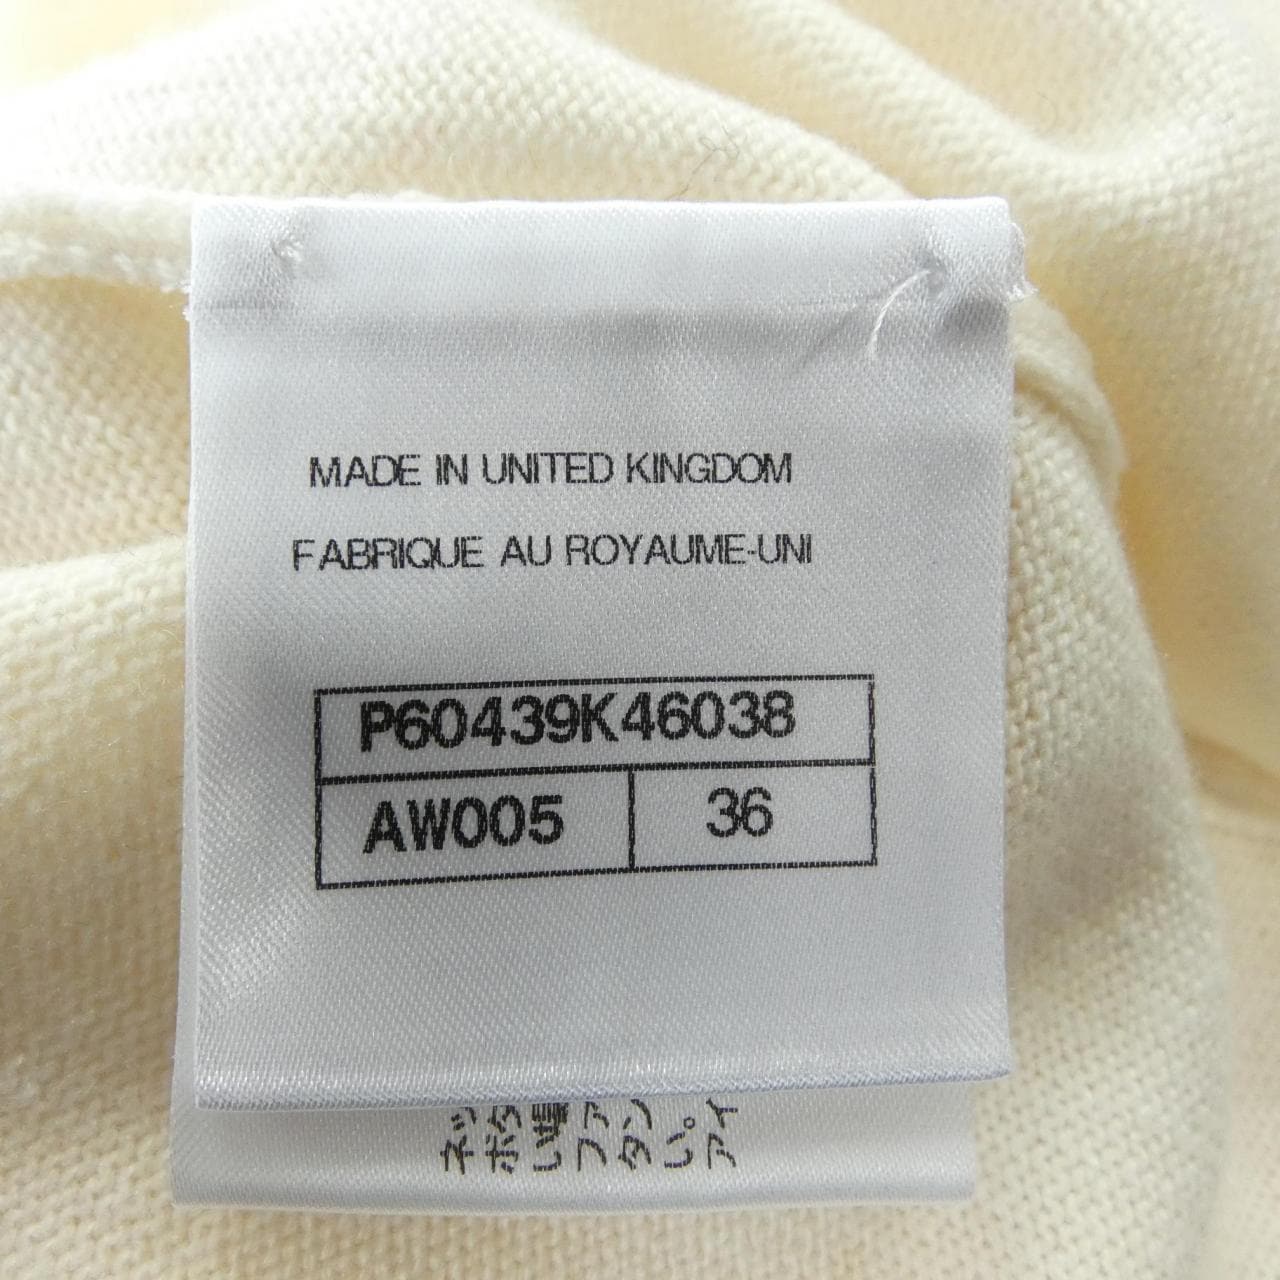 MADE IN UNITED KINGDOM
FABRIQUE AU ROYAUME-UNI
P60439K46038
AW005 36